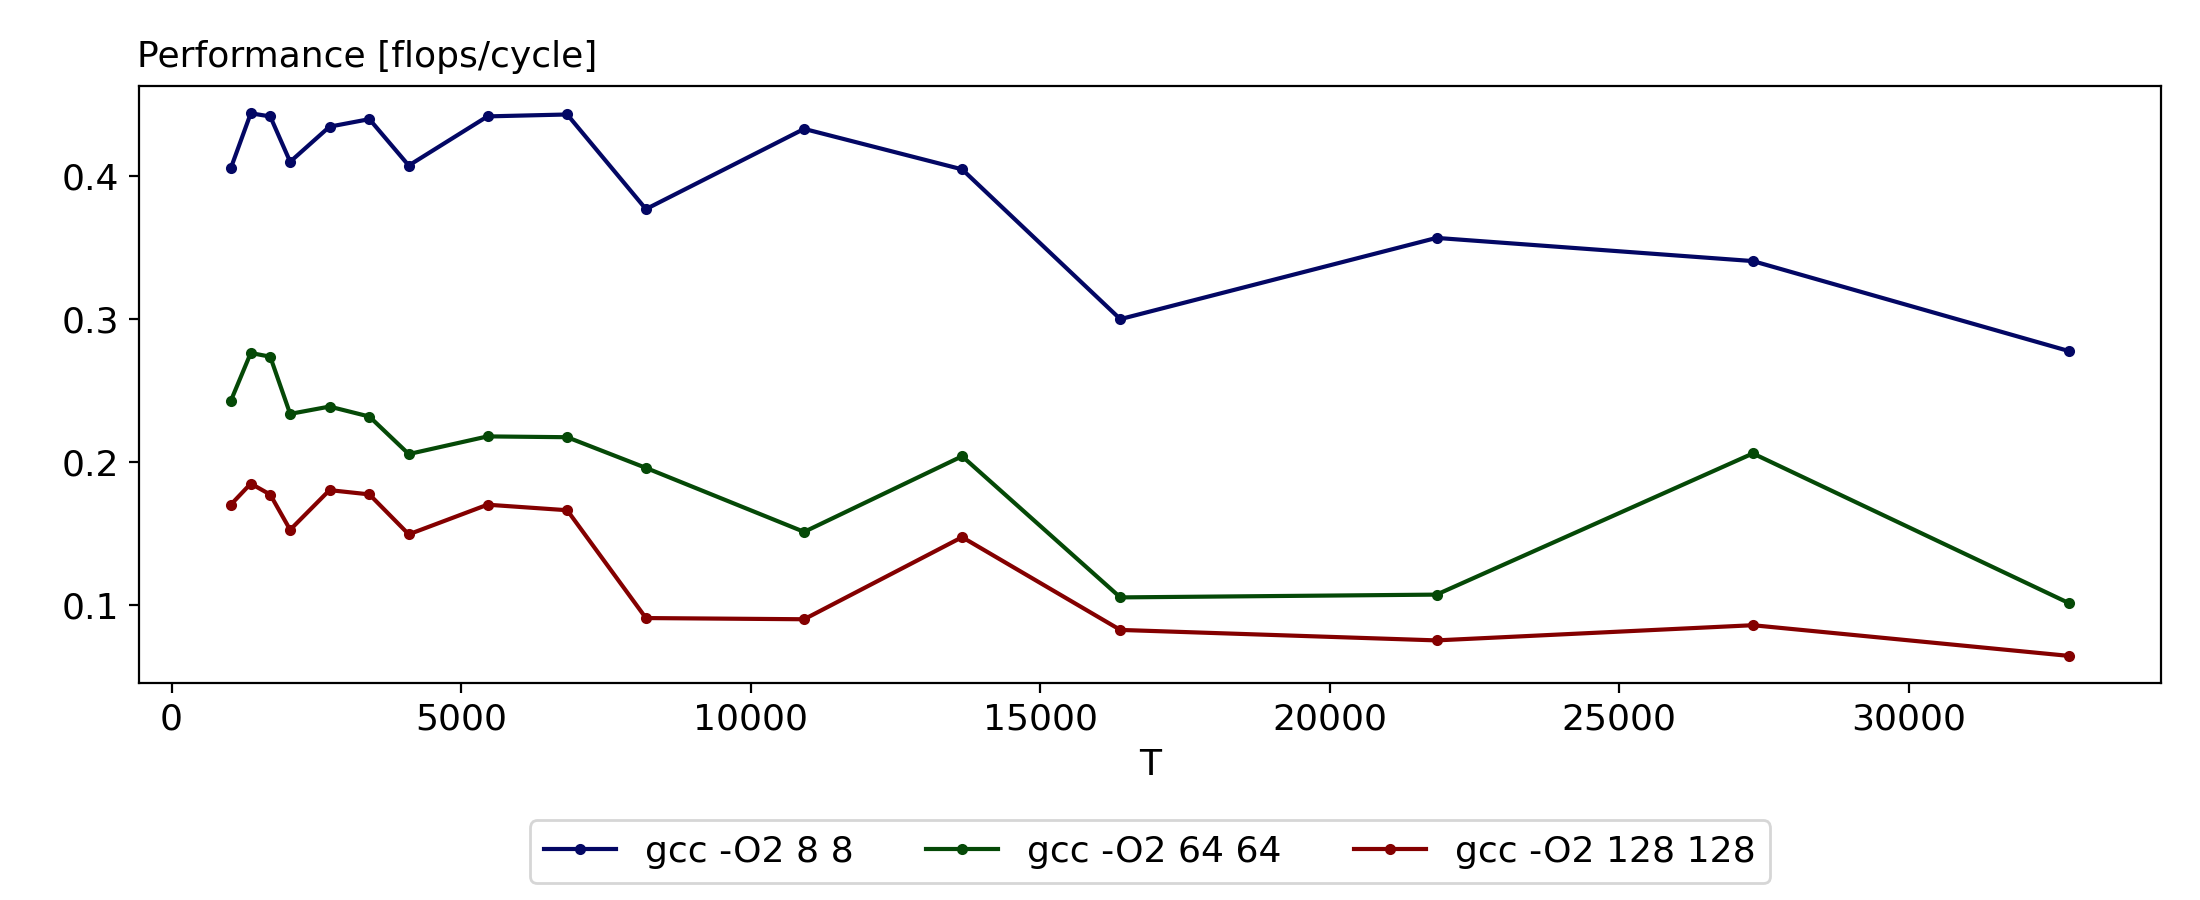 Performance [flops/cycle]
0.4
0.3
0.2
0.1
0 5000 10000 15000 20000 25000 30000
T
gcc -O2 8 8 gcc -O2 64 64 gcc -O2 128 128